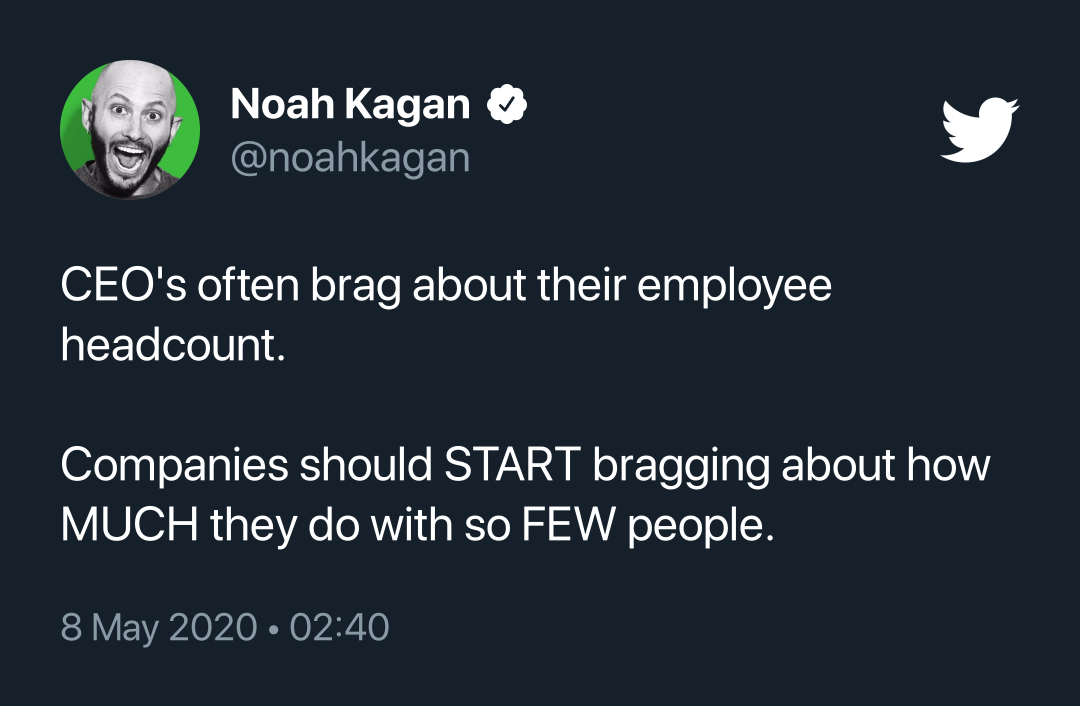 Noah Kagan
@noahkagan
CEO's often brag about their employee
headcount.
Companies should START bragging about how
MUCH they do with so FEW people.
8 May 2020 • 02:40